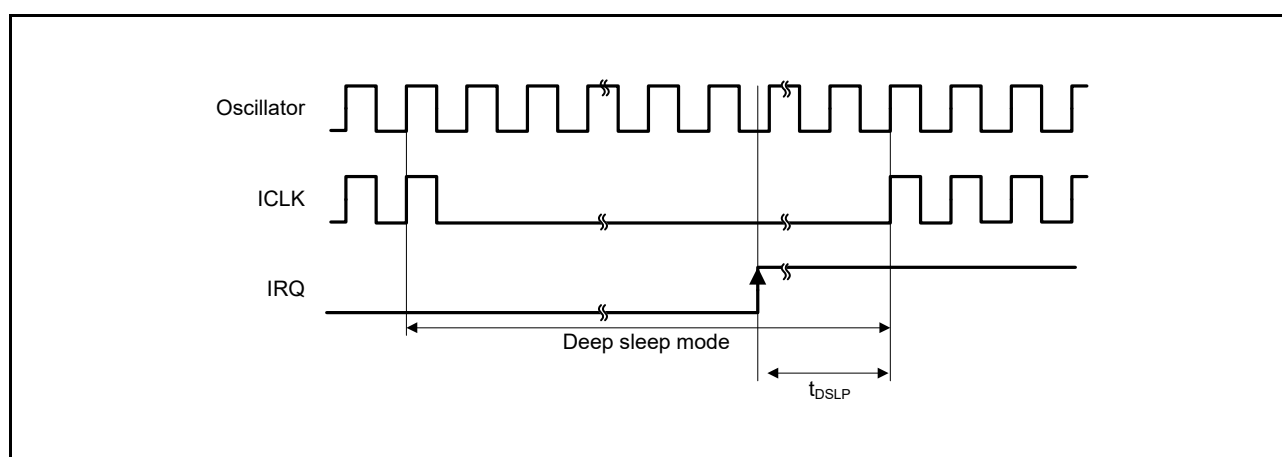 Oscillator
ICLK
IRQ
Deep sleep mode
tDSLP